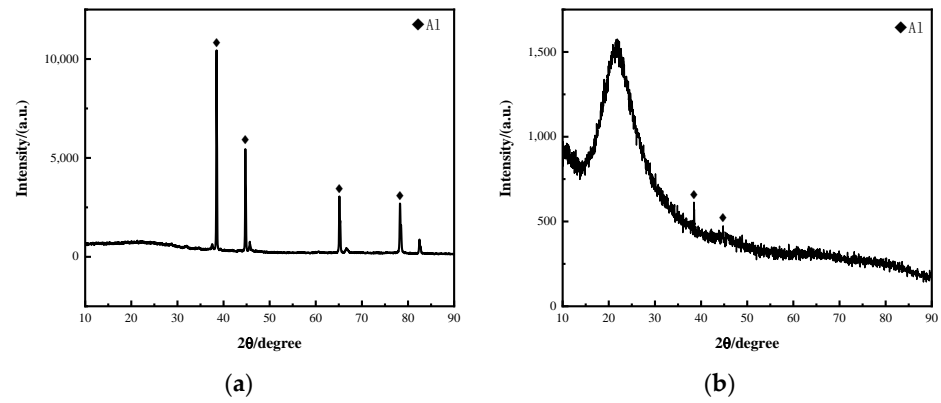 ◆ Al
10,000
5,000
0
Intensity/(a.u.)
10 20 30 40 50 60 70 80 90
2θ/degree
(a)
◆ Al
1,500
1,000
500
0
Intensity/(a.u.)
10 20 30 40 50 60 70 80 90
2θ/degree
(b)